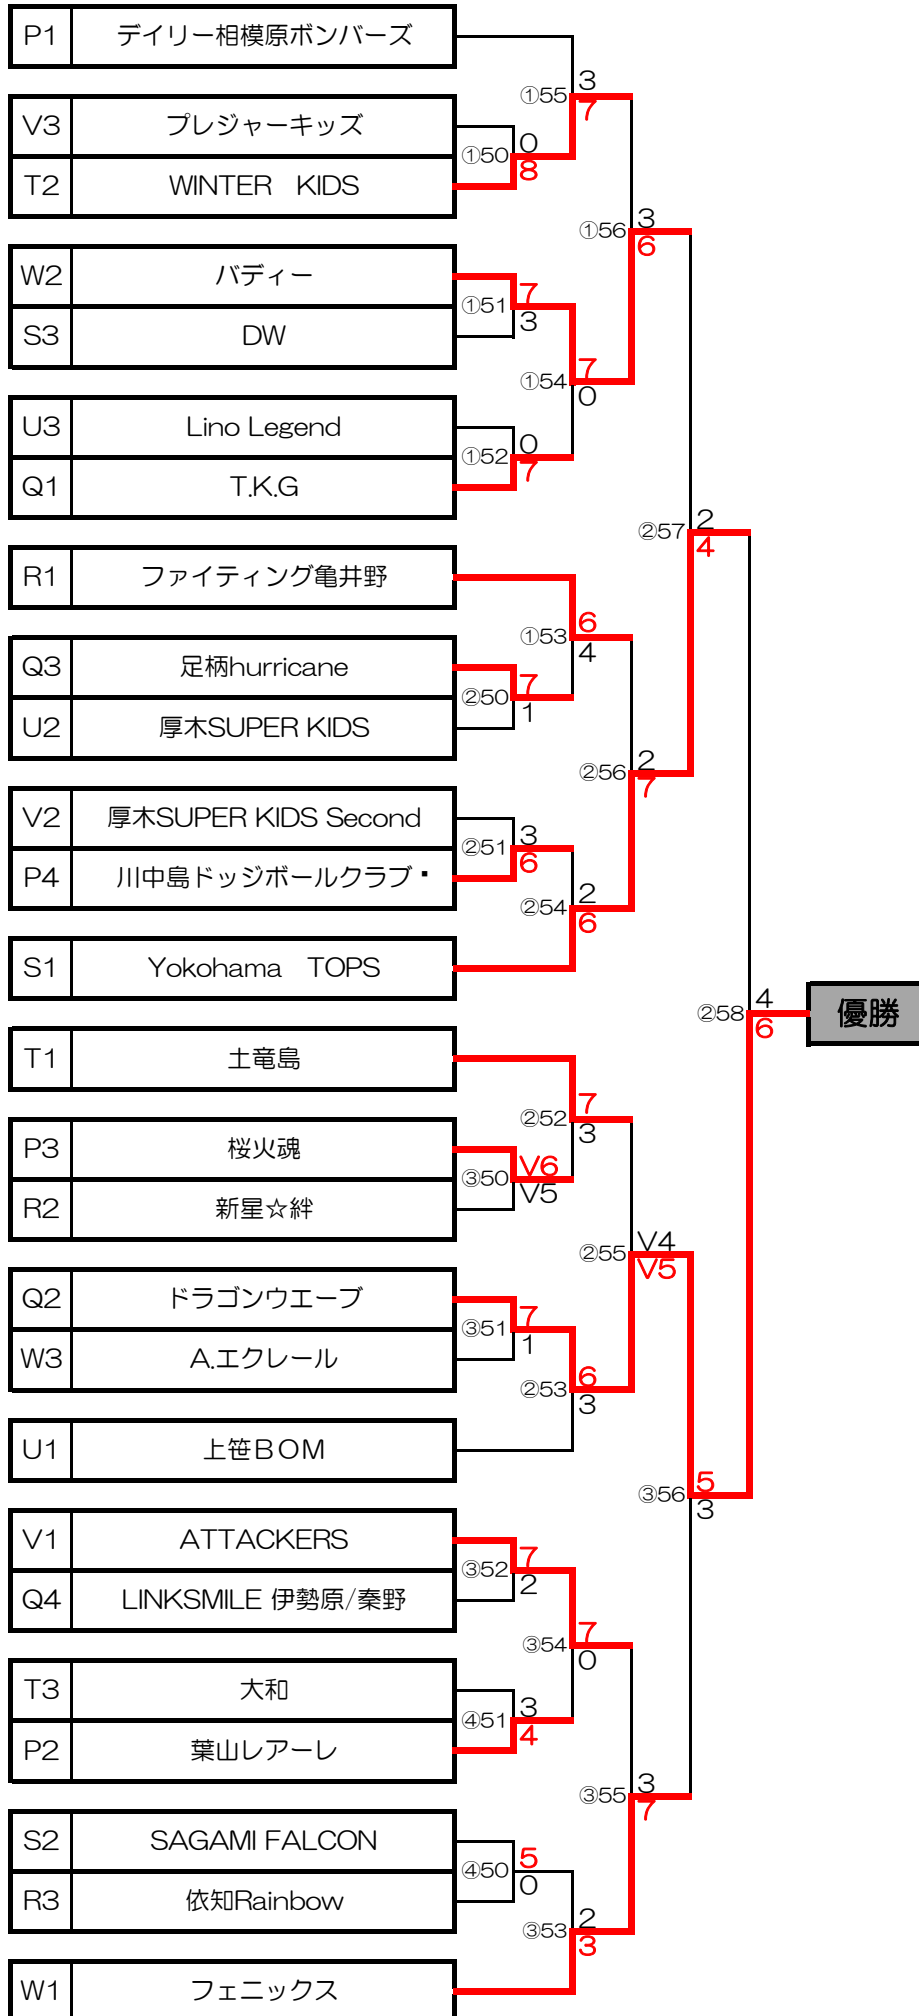 P1 デイリー相模原ボンバーズ
3
①55
7
V3 プレジャーキッズ
0
①50
8
T2 WINTER　KIDS
3
①56
6
W2 バディー
7
①51
3
S3 DW
7
①54
0
U3 Lino Legend
0
①52
7
Q1 T.K.G
2
②57
4
R1 ファイティング亀井野
6
①53
4
Q3 足柄hurricane
7
②50
1
U2 厚木SUPER KIDS
2
②56
7
V2 厚木SUPER KIDS Second
3
②51
6
P4 川中島ドッジボールクラブ
2
②54
6
S1 Yokohama　TOPS
4
②58
6
優勝
T1 土竜島
7
②52
3
P3 桜火魂
V6
③50
V5
R2 新星☆絆
V4
②55
V5
Q2 ドラゴンウエーブ
7
③51
1
W3 A.エクレール
6
②53
3
U1 上笹ＢＯＭ
5
③56
3
V1 ATTACKERS
7
③52
2
Q4 LINKSMILE 伊勢原/秦野
7
③54
0
T3 大和
3
④51
4
P2 葉山レアーレ
3
③55
7
S2 SAGAMI FALCON
5
④50
0
R3 依知Rainbow
2
③53
3
W1 フェニックス